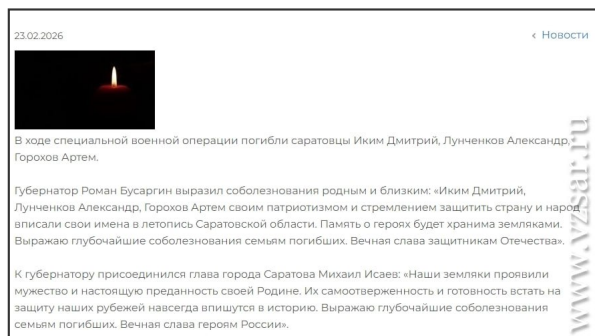 23.02.2026
‹ Новости
В ходе специальной военной операции погибли саратовцы Иким Дмитрий, Лунченков Александр,
Горохов Артем.
Губернатор Роман Бусаргин выразил соболезнования родным и близким: «Иким Дмитрий,
Лунченков Александр, Горохов Артем своим патриотизмом и стремлением защитить страну и народ
вписали свои имена в летопись Саратовской области. Память о героях будет хранима земляками.
Выражаю глубочайшие соболезнования семьям погибших. Вечная слава защитникам Отечества».
К губернатору присоединился глава города Саратова Михаил Исаев: «Наши земляки проявили
мужество и настоящую преданность своей Родине. Их самоотверженность и готовность встать на
защиту наших рубежей навсегда впишутся в историю. Выражаю глубочайшие соболезнования
семьям погибших. Вечная слава героям России».
www.vzsar.ru